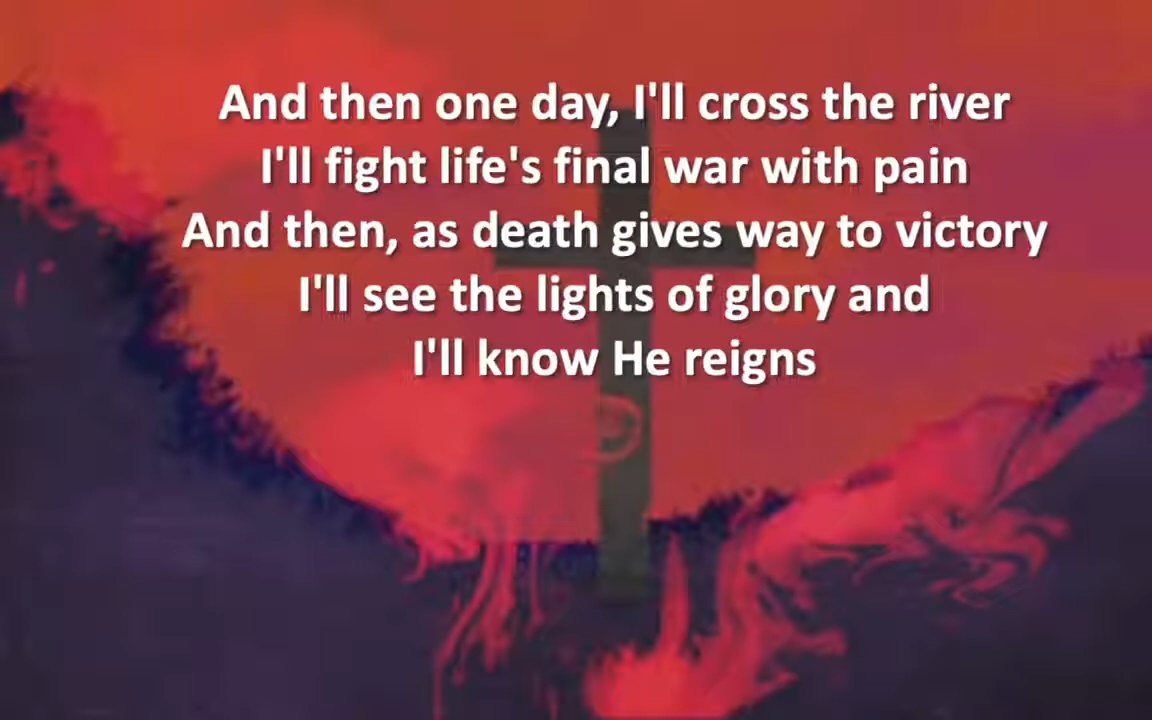 And then one day, I'll cross the river
I'll fight life's final war with pain
And then, as death gives way to victory
I'll see the lights of glory and
I'll know He reigns